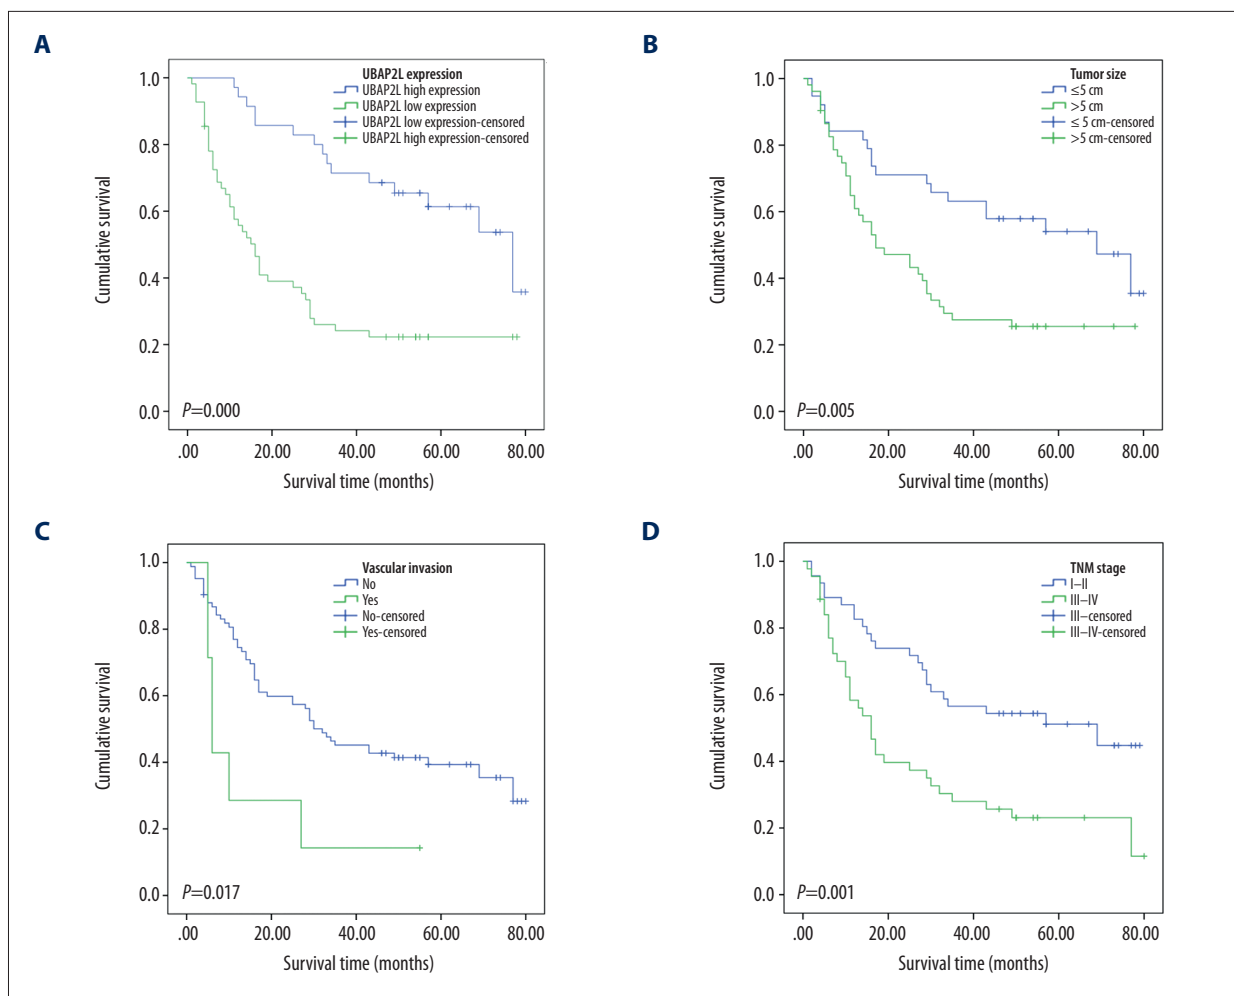 A
UBAP2L expression
UBAP2L high expression
UBAP2L low expression
UBAP2L low expression-censored
UBAP2L high expression-censored
1.0
0.8
0.6
0.4
0.2
0.0
Cumulative survival
P=0.000
.00 20.00 40.00 60.00 80.00
Survival time (months)
B
Tumor size
≤5 cm
>5 cm
≤ 5 cm-censored
>5 cm-censored
1.0
0.8
0.6
0.4
0.2
0.0
Cumulative survival
P=0.005
.00 20.00 40.00 60.00 80.00
Survival time (months)
C
Vascular invasion
No
Yes
No-censored
Yes-censored
1.0
0.8
0.6
0.4
0.2
0.0
Cumulative survival
P=0.017
.00 20.00 40.00 60.00 80.00
Survival time (months)
D
TNM stage
I–II
III–IV
III–censored
III–IV-censored
1.0
0.8
0.6
0.4
0.2
0.0
Cumulative survival
P=0.001
.00 20.00 40.00 60.00 80.00
Survival time (months)